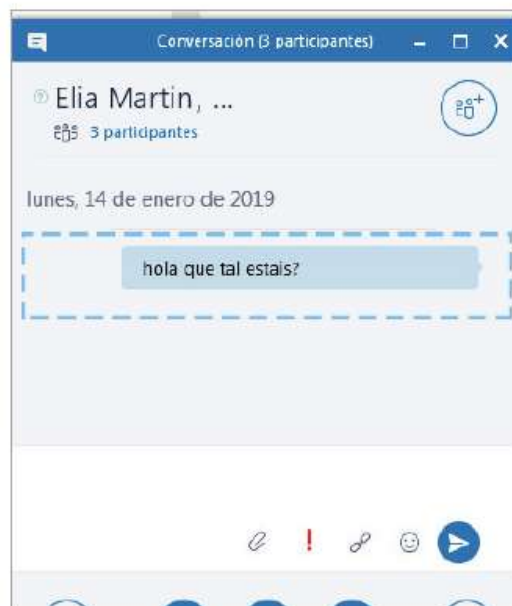 Conversación (3 participantes)
Elia Martin, ...
3 participantes
lunes, 14 de enero de 2019
hola que tal estais?